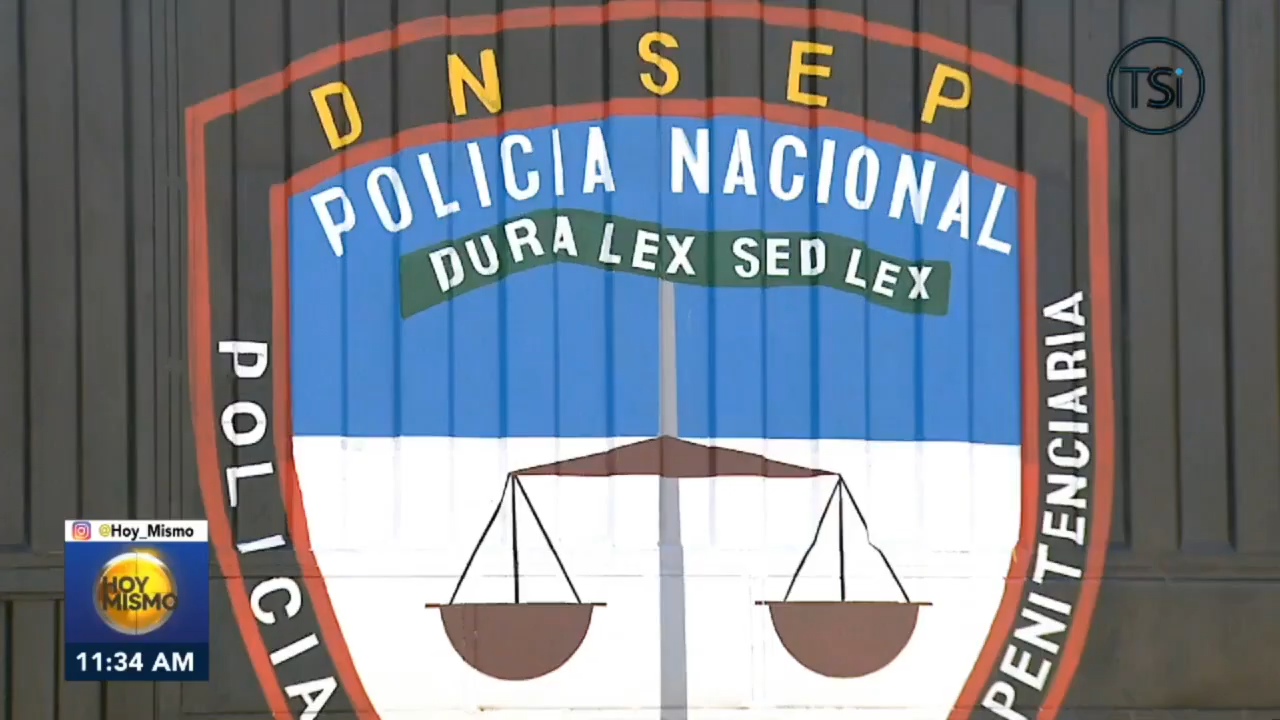 DNSEP
TSi
POLICIA NACIONAL
DURA LEX SED LEX
POLICIA
PENITENCIARIA
@Hoy_Mismo
HOY
MISMO
11:34 AM